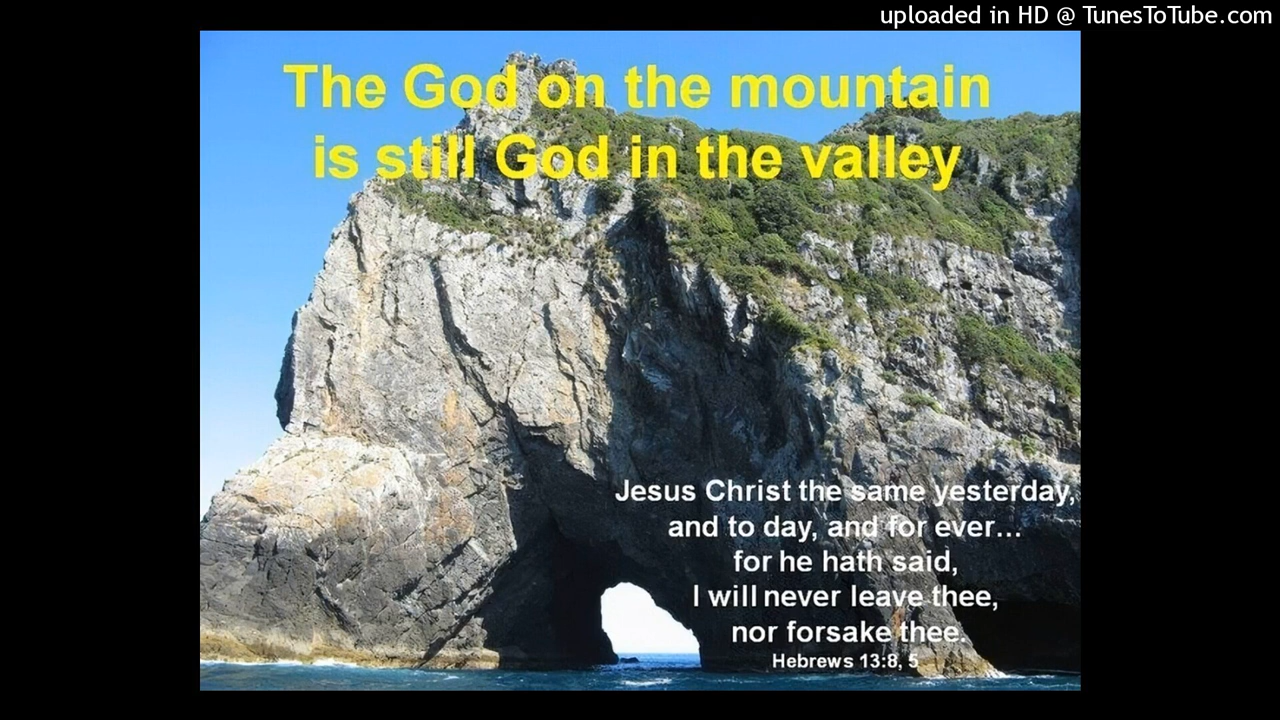 uploaded in HD @ TunesToTube.com
The God on the mountain
is still God in the valley
Jesus Christ the same yesterday,
and to day, and for ever...
for he hath said,
I will never leave thee,
nor forsake thee.
Hebrews 13:8, 5